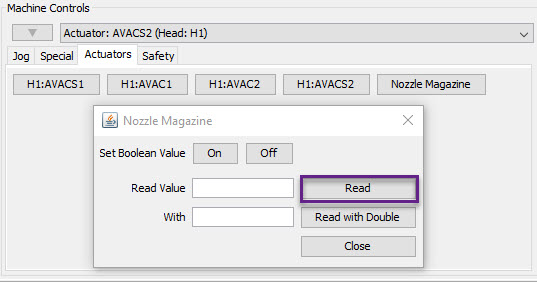 Machine Controls
Actuator: AVACS2 (Head: H1)
Jog Special Actuators Safety
H1:AVACS1 H1:AVAC1 H1:AVAC2 H1:AVACS2 Nozzle Magazine
Nozzle Magazine
Set Boolean Value On Off
Read Value Read
With Read with Double
Close